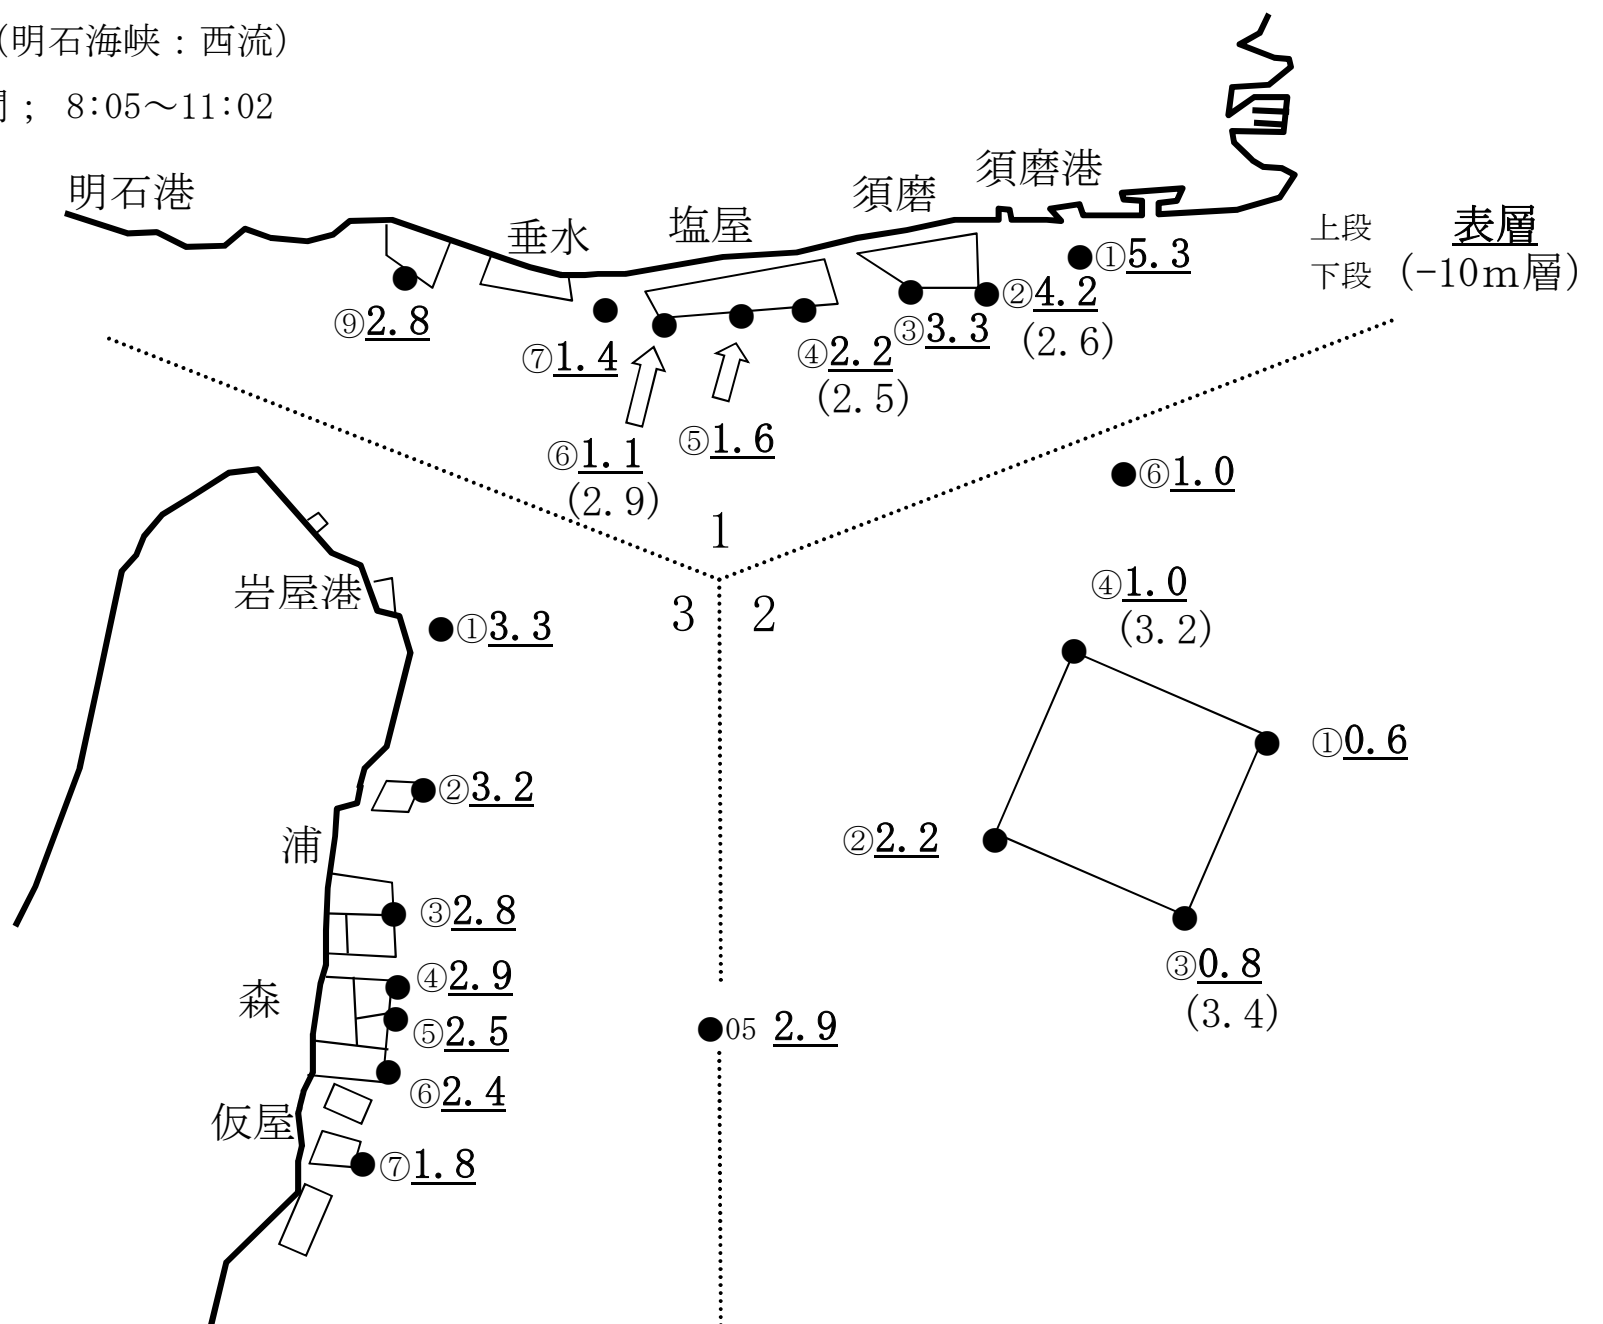 (明石海峡：西流)
； 8:05～11:02
明石港
垂水
塩屋
須磨
須磨港
上段 表層
下段 (-10m層)
①5.3
②4.2
(2.6)
③3.3
④2.2
(2.5)
⑤1.6
⑥1.1
(2.9)
⑦1.4
⑨2.8
1
3 2
⑥1.0
④1.0
(3.2)
①0.6
②2.2
③0.8
(3.4)
岩屋港
①3.3
②3.2
浦
③2.8
森
④2.9
⑤2.5
⑥2.4
仮屋
⑦1.8
05 2.9